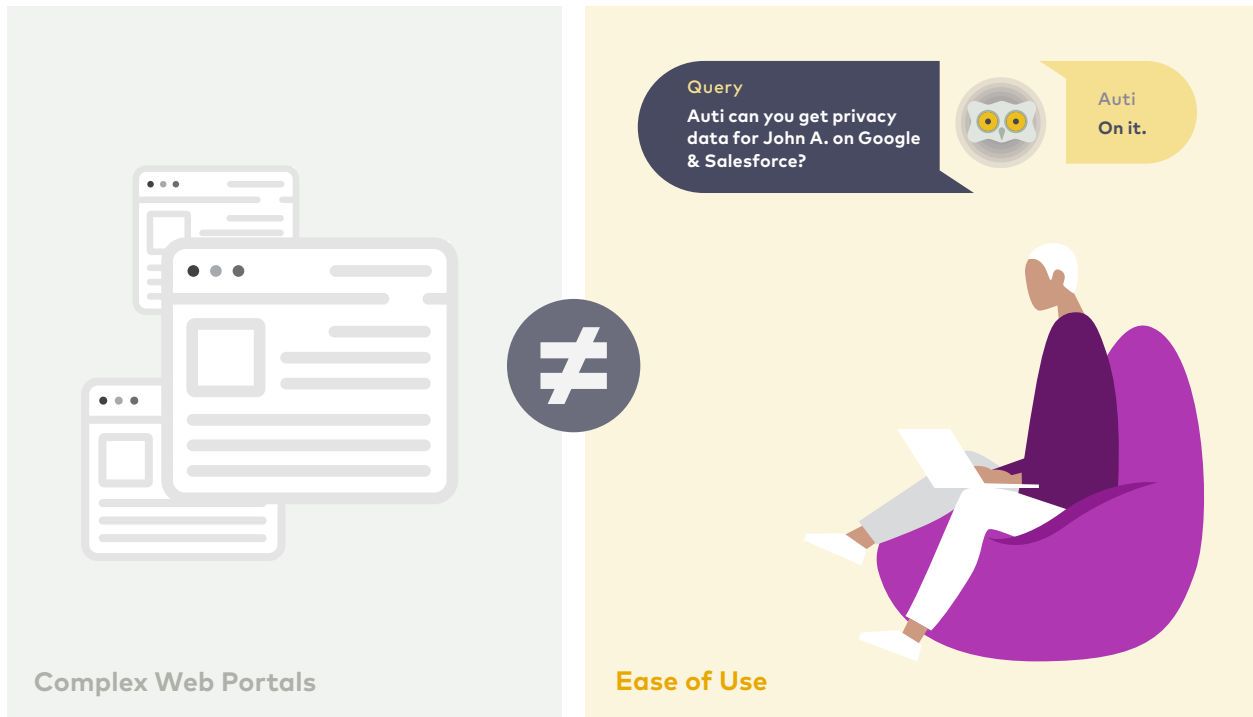 Query
Auti can you get privacy
data for John A. on Google
& Salesforce?
Auti
On it.
≠
Complex Web Portals
Ease of Use